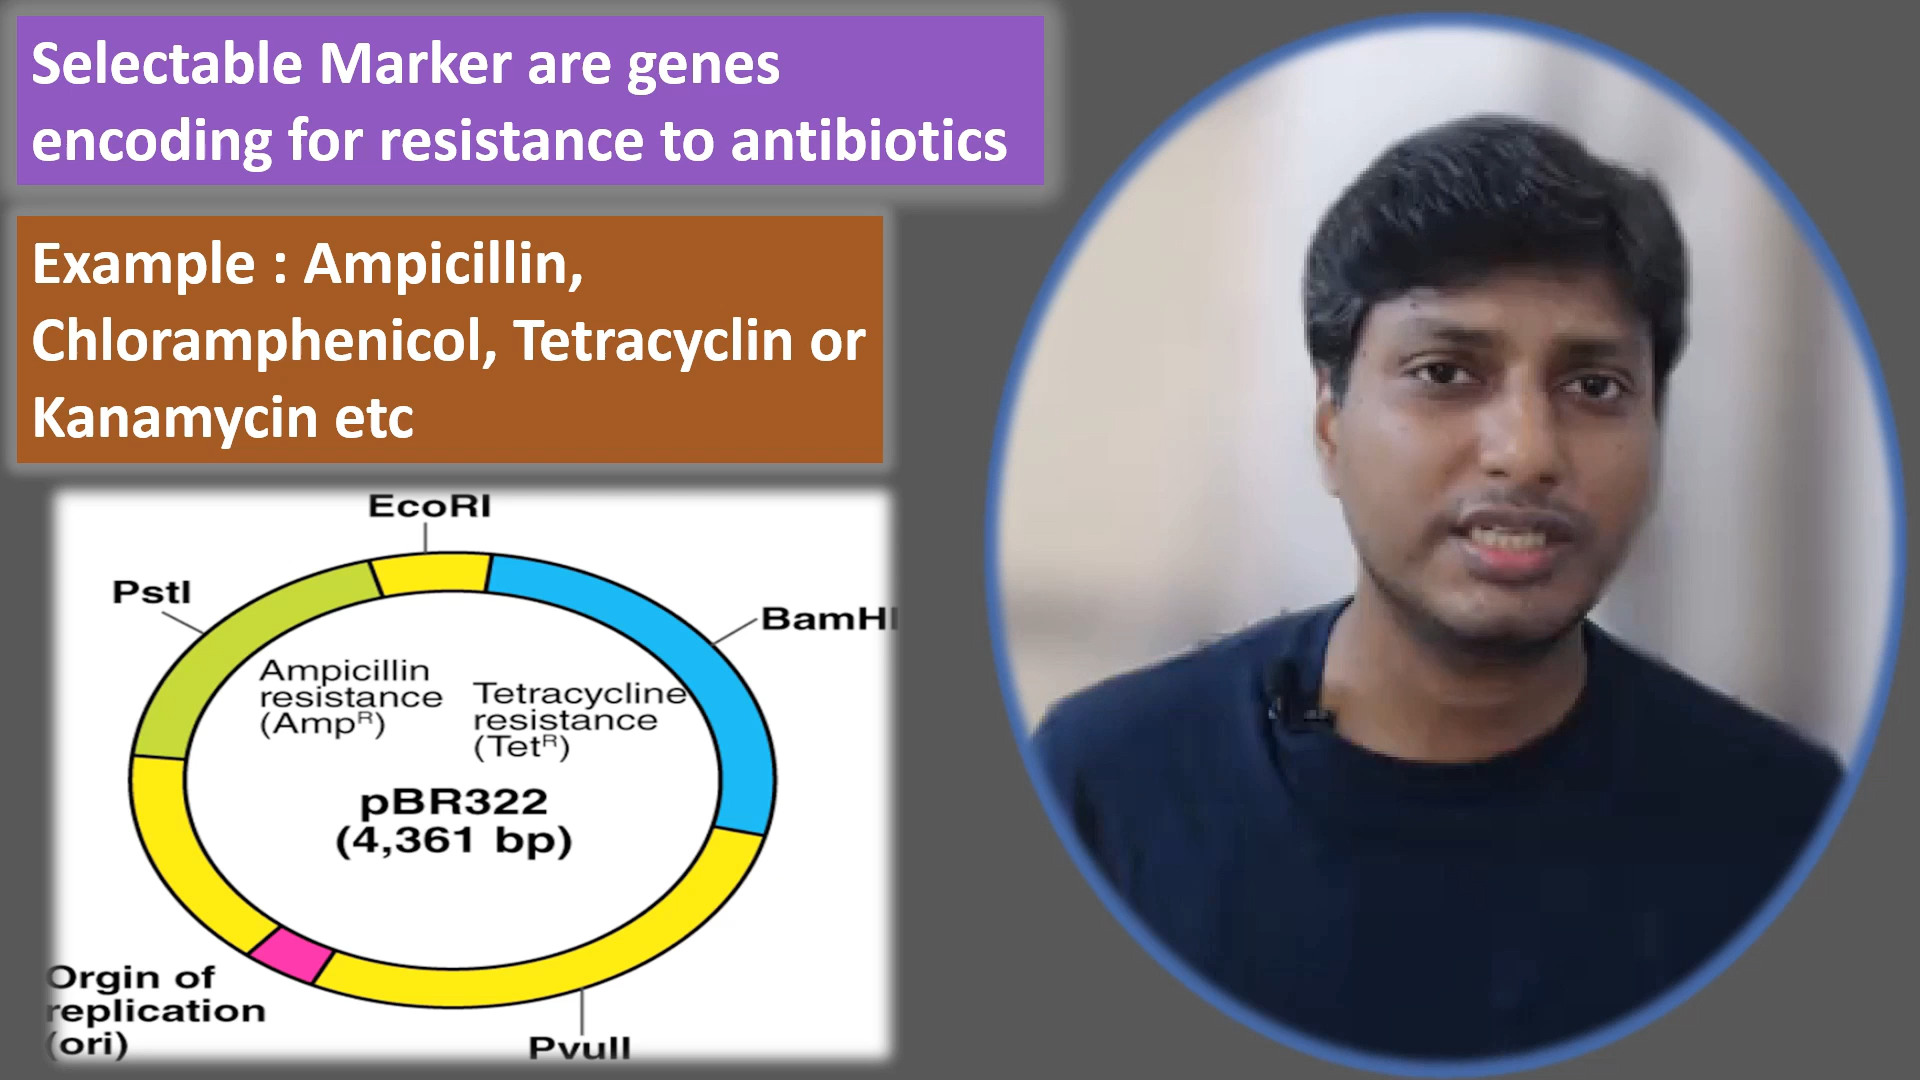 Selectable Marker are genes
encoding for resistance to antibiotics
Example : Ampicillin,
Chloramphenicol, Tetracyclin or
Kanamycin etc
EcoRI
PstI
BamHI
Ampicillin
resistance
(Ampᴿ)
Tetracycline
resistance
(Tetᴿ)
pBR322
(4,361 bp)
Orgin of
replication
(ori)
PvuII